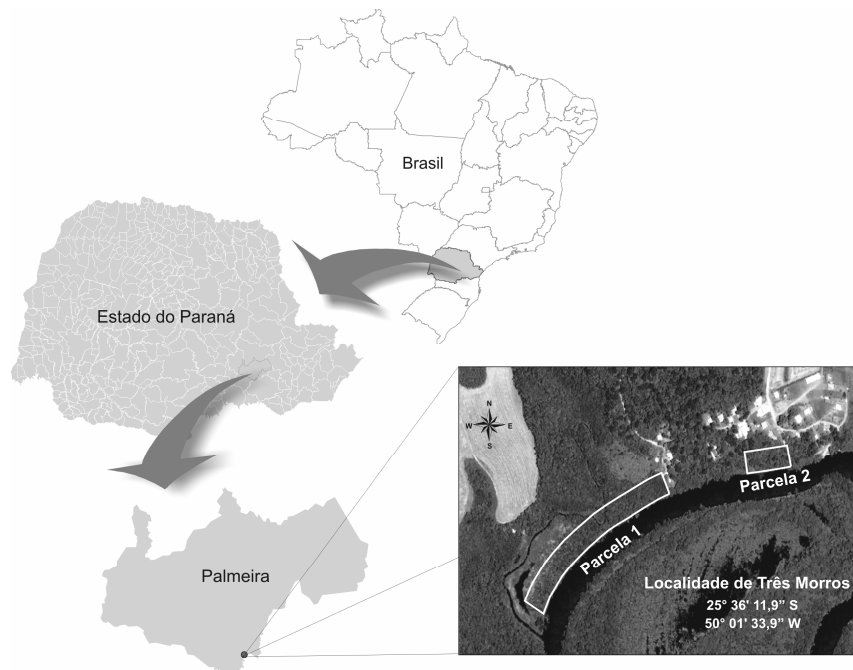 Brasil
Estado do Paraná
Palmeira
N
W E
S
Parcela 2
Parcela 1
Localidade de Três Morros
25° 36' 11,9” S
50° 01' 33,9” W